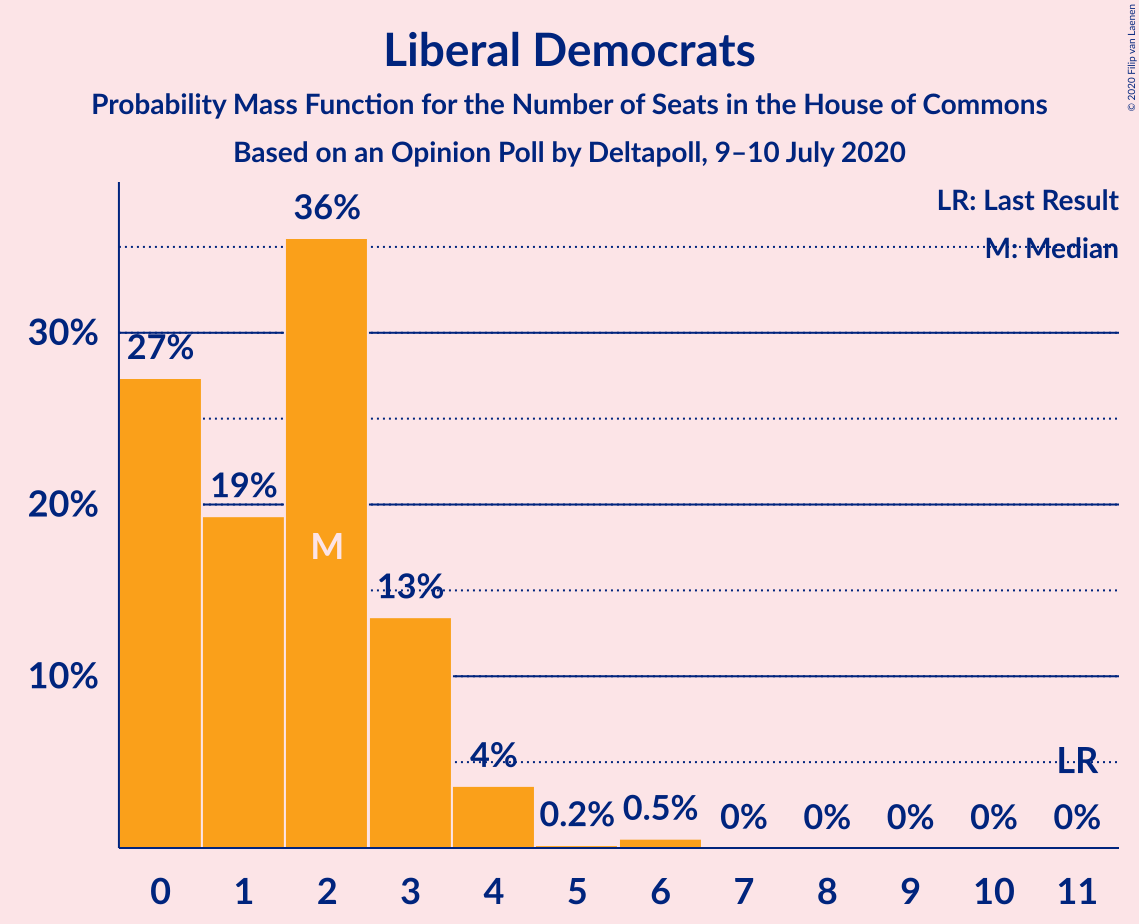 Liberal Democrats
Probability Mass Function for the Number of Seats in the House of Commons
Based on an Opinion Poll by Deltapoll, 9–10 July 2020
© 2020 Filip van Laenen
LR: Last Result
M: Median
36%
30%
27%
19%
20%
M
13%
10%
4%
LR
0.2%
0.5%
0%
0%
0%
0%
0%
0 1 2 3 4 5 6 7 8 9 10 11